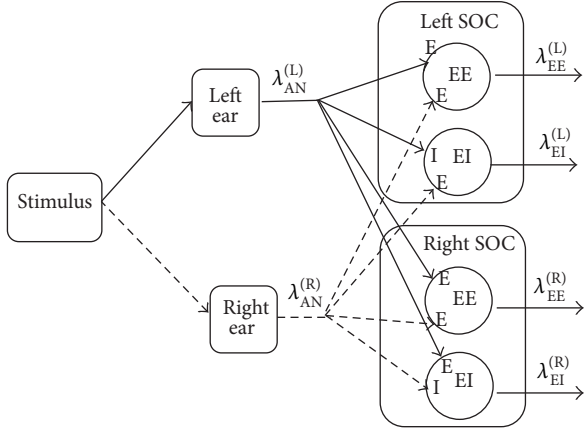 Left SOC
E
EE
E
λ_EE^(L)
λ_AN^(L)
Left
ear
I EI
E
λ_EI^(L)
Stimulus
Right SOC
E
EE
E
λ_EE^(R)
λ_AN^(R)
Right
ear
E
I EI
λ_EI^(R)